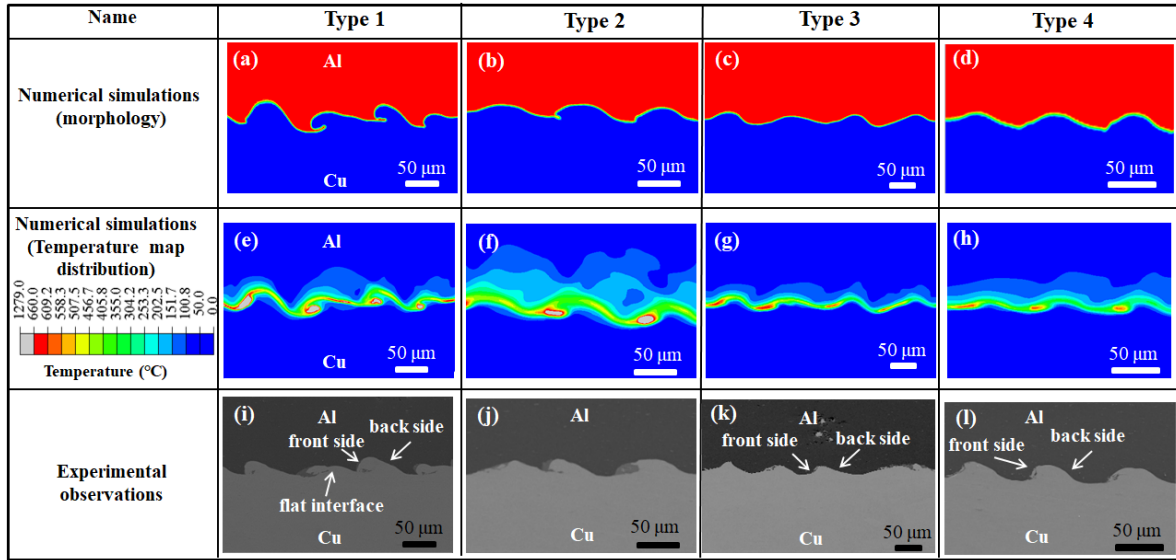 Name
Type 1
Type 2
Type 3
Type 4
Numerical simulations
(morphology)
(a)
Al
Cu
50 μm
(b)
50 μm
(c)
50 μm
(d)
50 μm
Numerical simulations
(Temperature map
distribution)
1279.0
660.0
609.2
558.3
507.5
456.7
405.8
355.0
304.2
253.3
202.5
151.7
100.8
50.0
0.0
Temperature (°C)
(e)
Al
Cu
50 μm
(f)
50 μm
(g)
50 μm
(h)
50 μm
Experimental
observations
(i)
Al
front side
back side
flat interface
Cu
50 μm
(j)
Al
Cu
50 μm
(k)
Al
front side
back side
Cu
50 μm
(l)
Al
front side
back side
Cu
50 μm